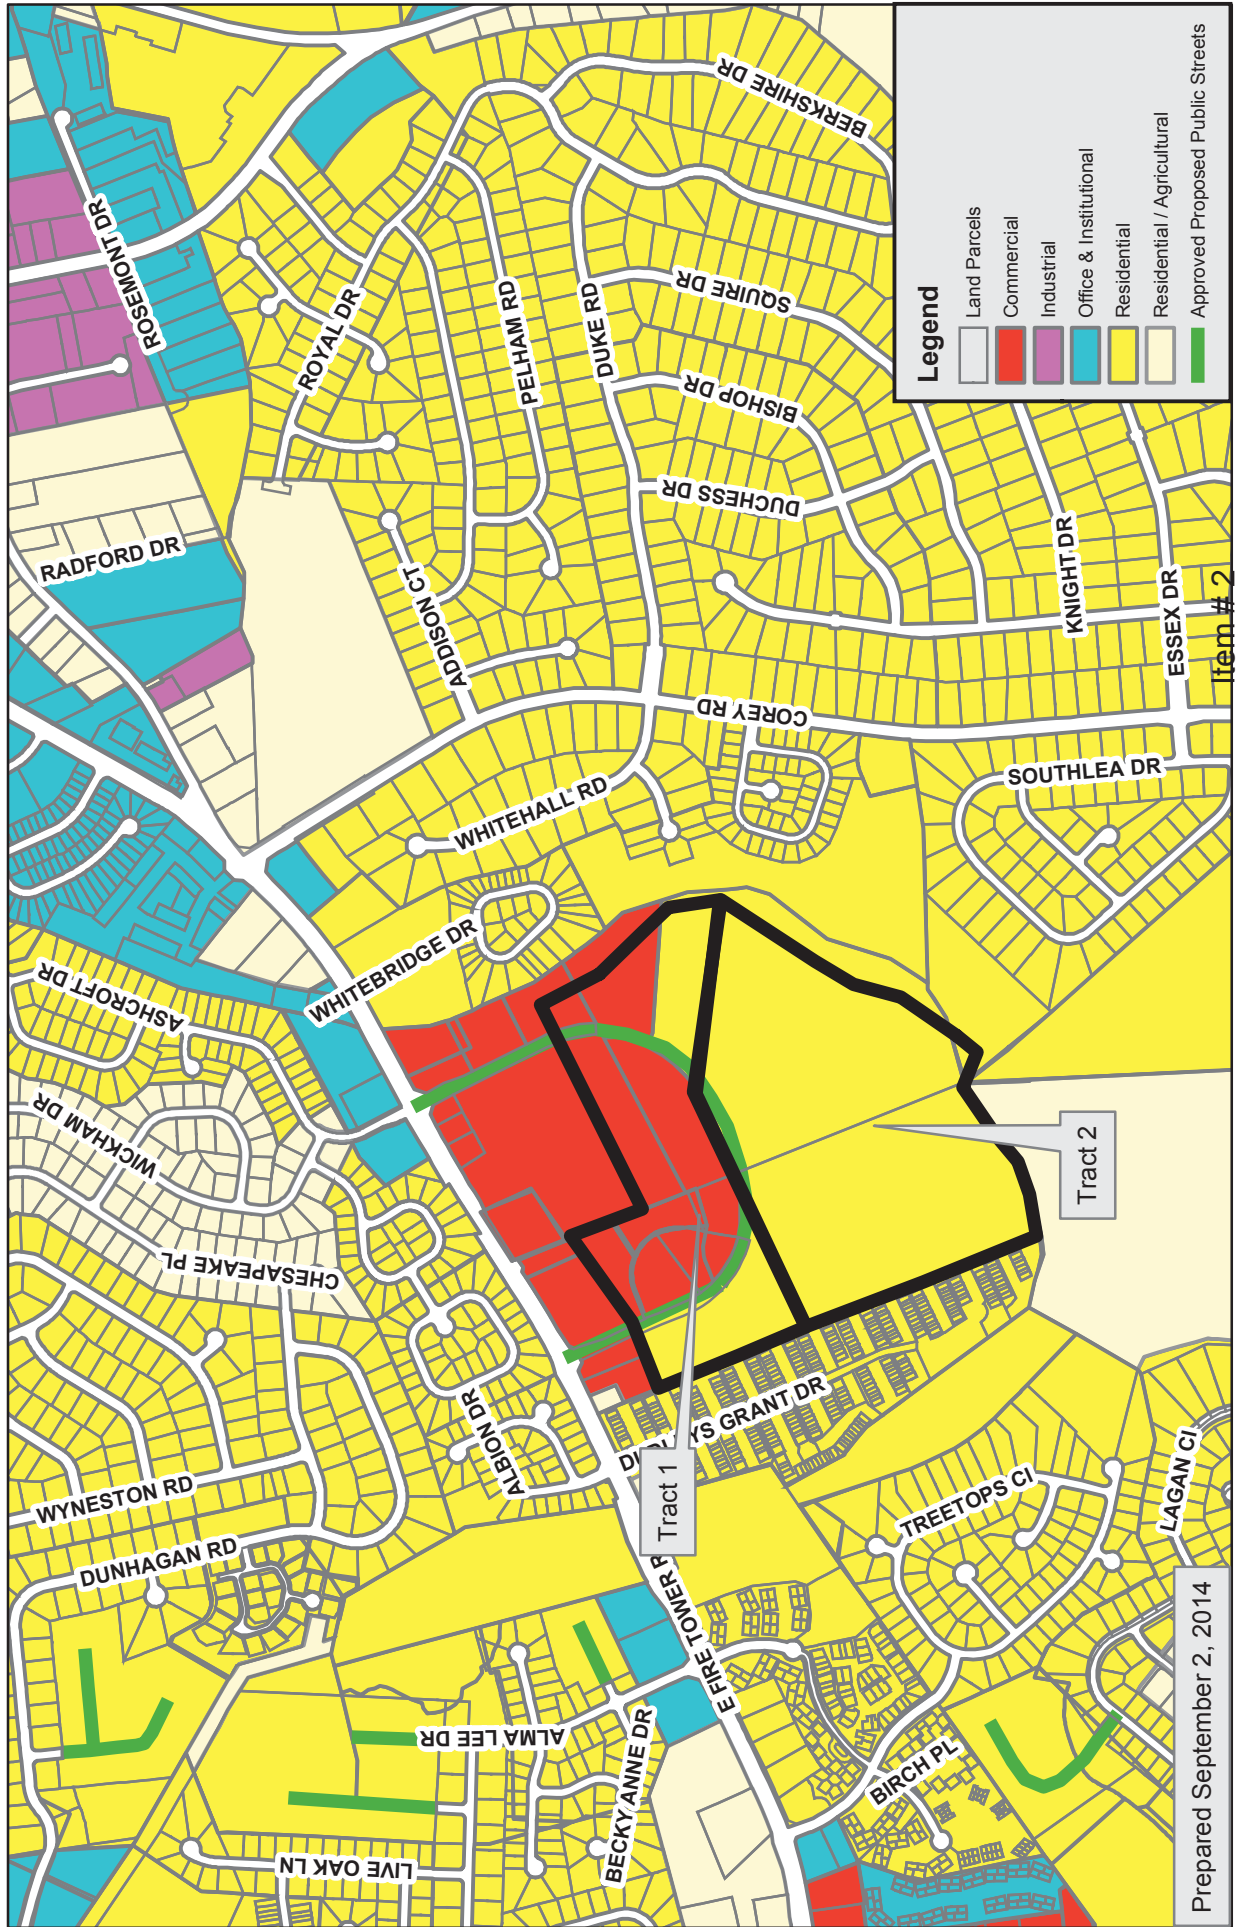 ROSEMONT DR
BERKSHIRE DR
ROYAL DR
PELHAM RD
DUKE RD
SQUIRE DR
BISHOP DR
DUCHESS DR
RADFORD DR
ADDISON CT
KNIGHT DR
ESSEX DR
COREY RD
SOUTHLEA DR
WHITEHALL RD
WHITEBRIDGE DR
ASHCROFT DR
WICKHAM DR
CHESAPEAKE PL
ALBION DR
WYNESTON RD
DUNHAGAN RD
YS GRANT DR
E FIRE TOWER R
ALMA LEE DR
BECKY ANNE DR
LIVE OAK LN
BIRCH PL
TREETOPS CI
LAGAN CI
Tract 1
Tract 2
Legend
Land Parcels
Commercial
Industrial
Office & Institutional
Residential
Residential / Agricultural
Approved Proposed Public Streets
Prepared September 2, 2014
Item # 2